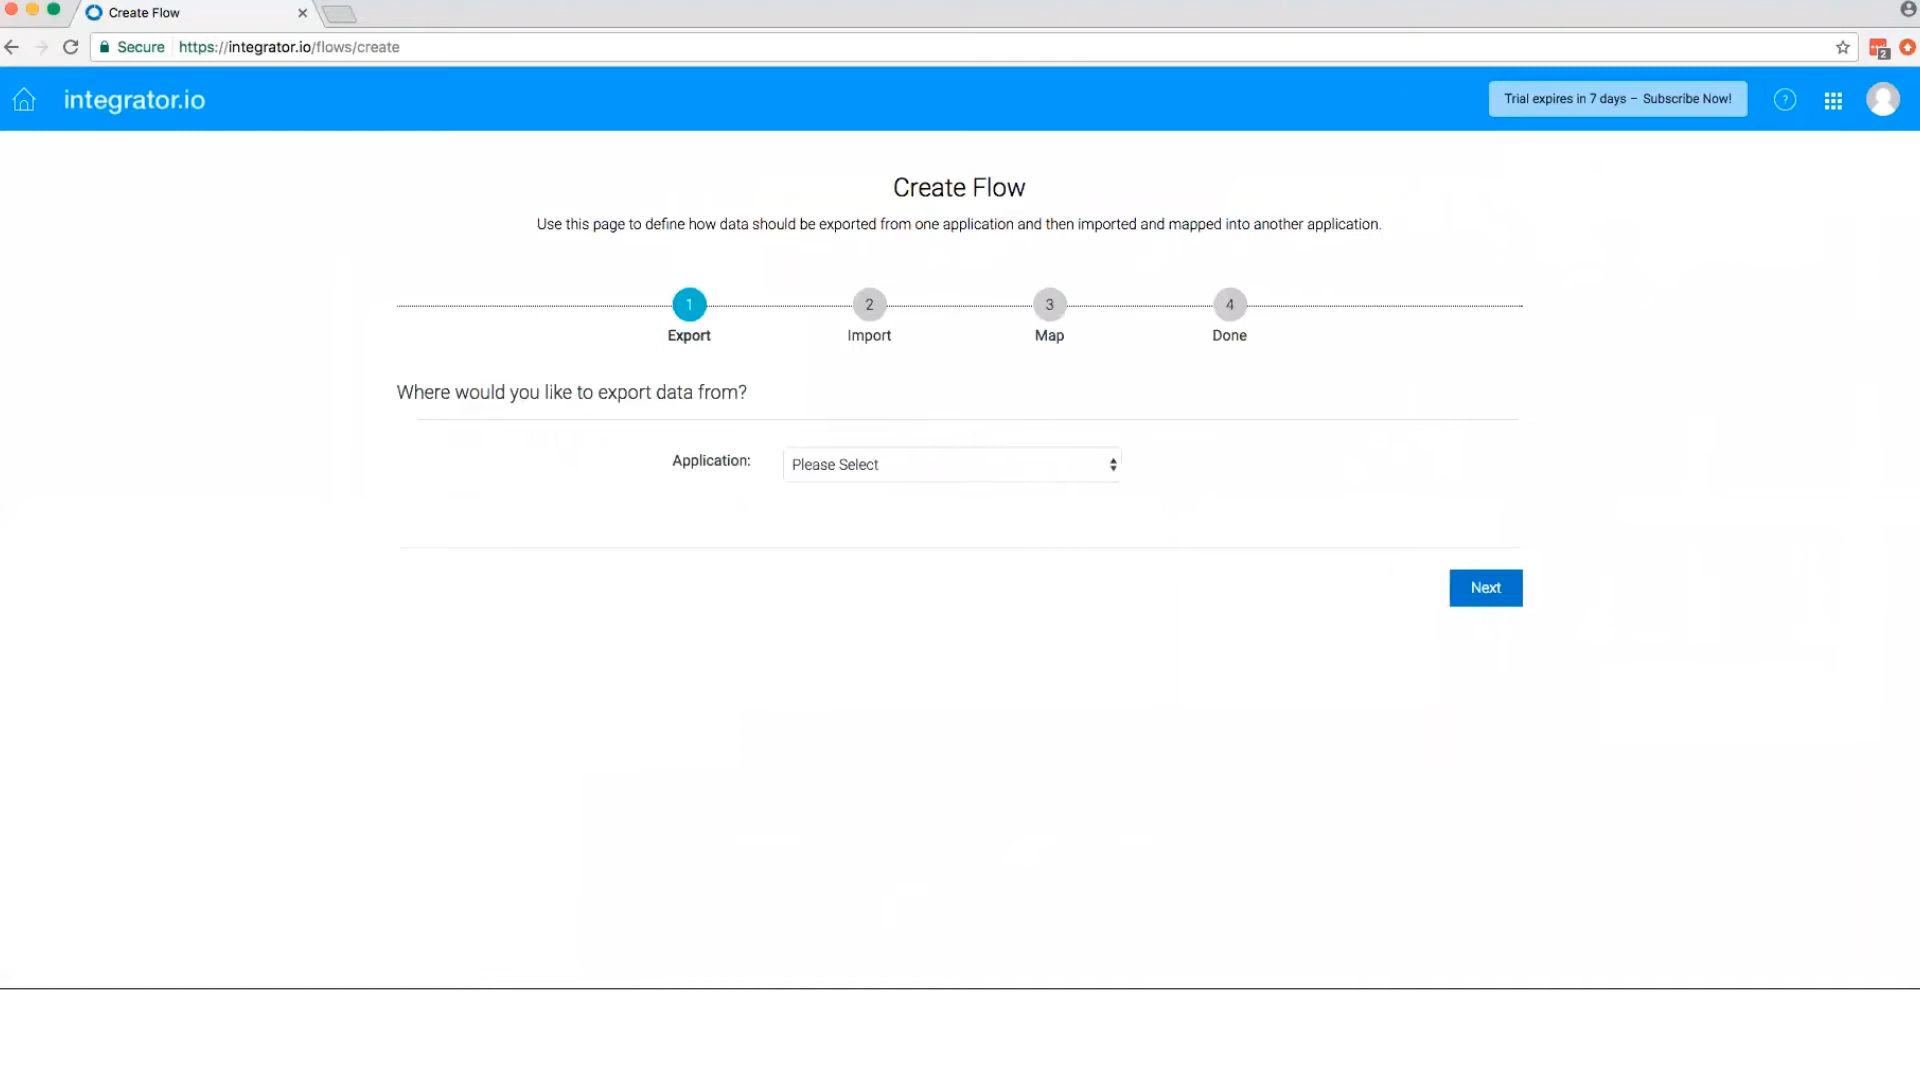 Create Flow
Secure https://integrator.io/flows/create
2
integrator.io
Trial expires in 7 days – Subscribe Now!
?
Create Flow
Use this page to define how data should be exported from one application and then imported and mapped into another application.
1 2 3 4
Export Import Map Done
Where would you like to export data from?
Application: Please Select
Next